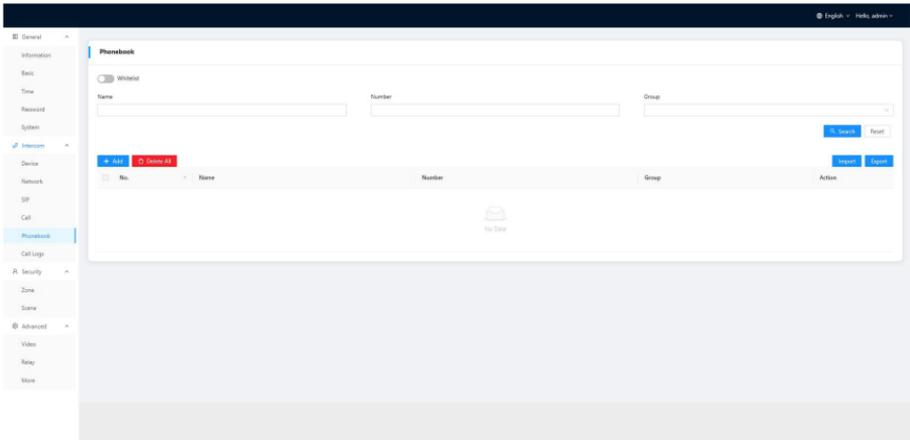 English Hello, admin
General
Information
Basic
Time
Password
System
Intercom
Device
Network
SIP
Call
Phonebook
Call Logs
Security
Zone
Scene
Advanced
Video
Relay
More
Phonebook
Whitelist
Name Number Group
Search Reset
+ Add Delete All Import Export
No. Name Number Group Action
No Data